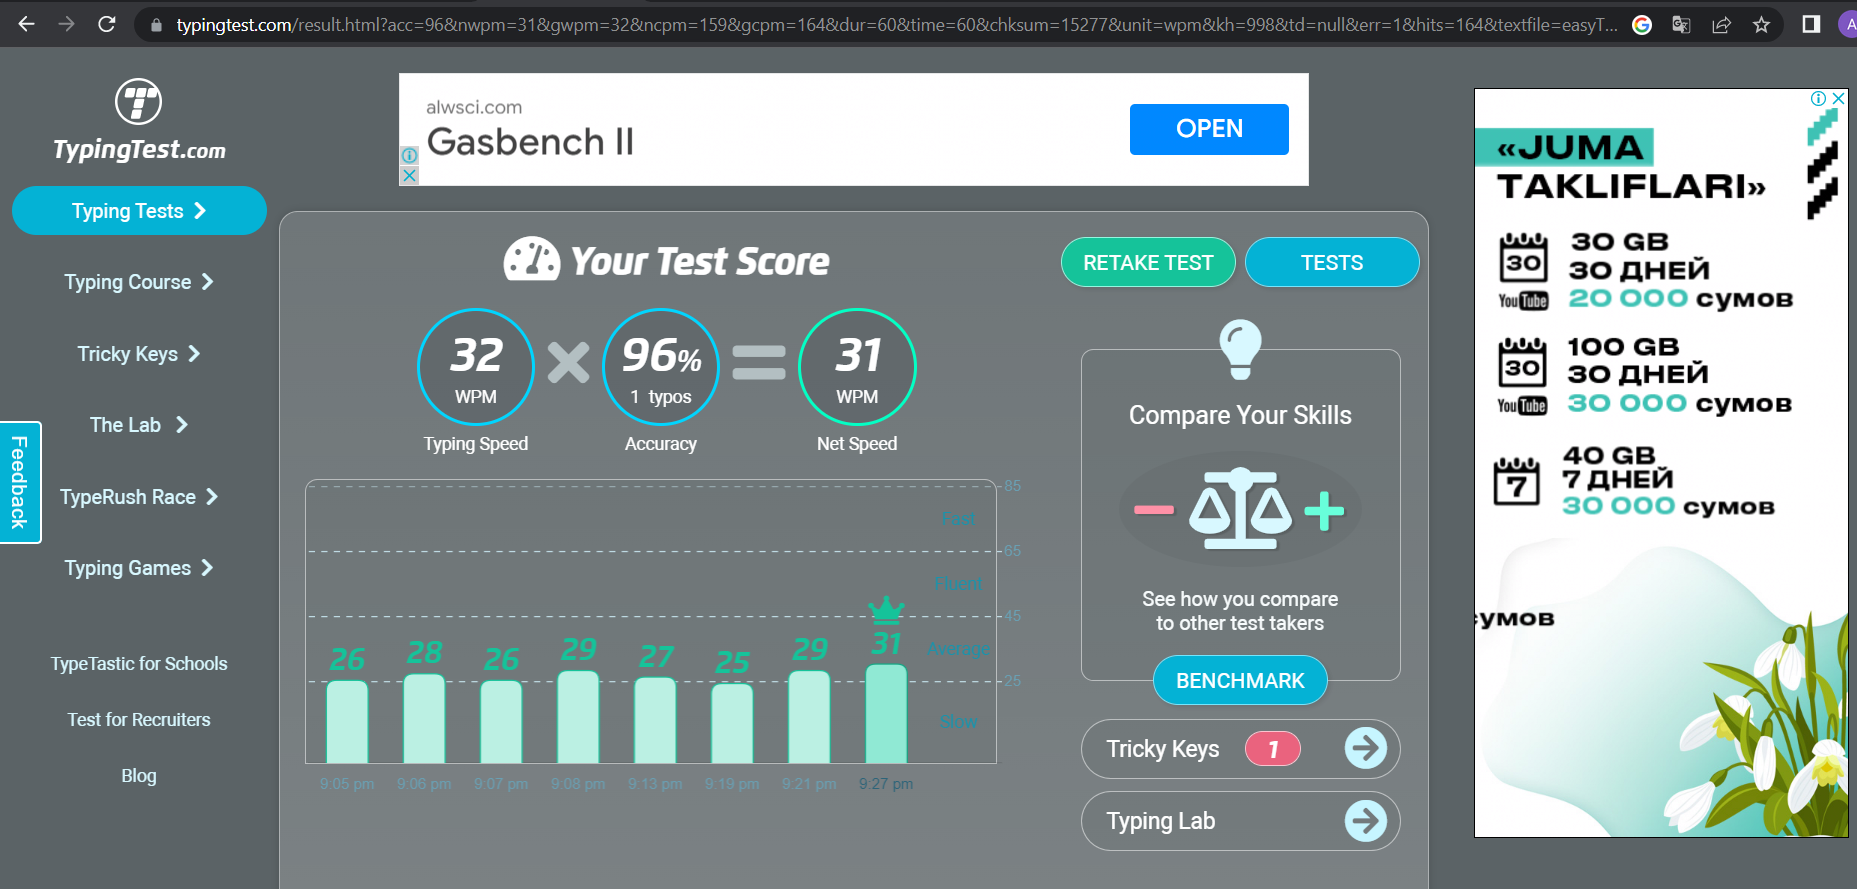 typingtest.com/result.html?acc=96&nwpm=31&gwpm=32&ncpm=159&gcpm=164&dur=60&time=60&chksum=15277&unit=wpm&kh=998&td=null&err=1&hits=164&textfile=easyT...
A
TypingTest.com
Typing Tests
Typing Course
Tricky Keys
The Lab
TypeRush Race
Typing Games
TypeTastic for Schools
Test for Recruiters
Blog
Feedback
alwsci.com
Gasbench II
OPEN
Your Test Score
RETAKE TEST
TESTS
32
WPM
Typing Speed
96%
1 typos
Accuracy
31
WPM
Net Speed
85
Fast
65
Fluent
45
Average
25
Slow
26 28 26 29 27 25 29 31
9:05 pm 9:06 pm 9:07 pm 9:08 pm 9:13 pm 9:19 pm 9:21 pm 9:27 pm
Compare Your Skills
See how you compare
to other test takers
BENCHMARK
Tricky Keys 1
Typing Lab
«JUMA
TAKLIFLARI»
30
30 GB
30 ДНЕЙ
YouTube
20 000 сумов
30
100 GB
30 ДНЕЙ
YouTube
30 000 сумов
7
40 GB
7 ДНЕЙ
30 000 сумов
сумов